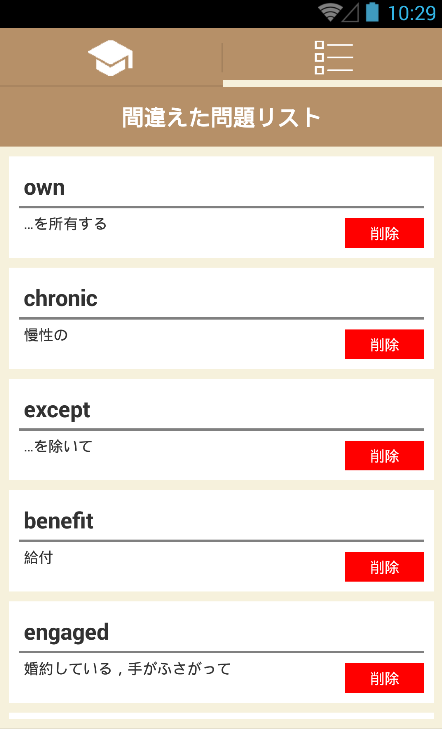 10:29
間違えた問題リスト
own
...を所有する
削除
chronic
慢性の
削除
except
...を除いて
削除
benefit
給付
削除
engaged
婚約している , 手がふさがって
削除